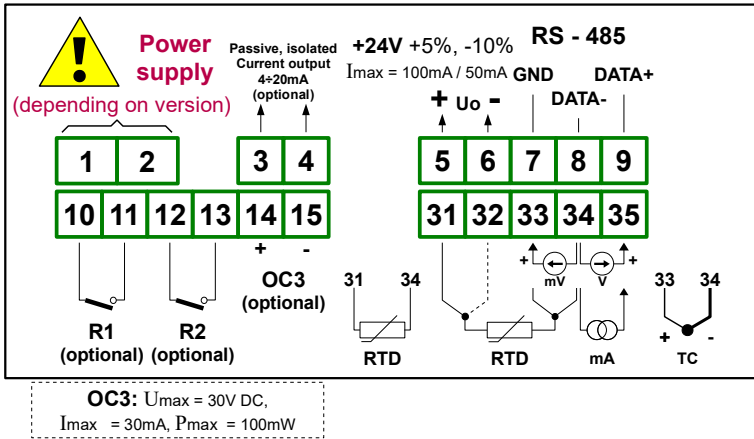 Power supply
(depending on version)
Passive, isolated
Current output
4÷20mA
(optional)
+24V +5%, -10%
Imax = 100mA / 50mA
+ Uo -
RS - 485
GND DATA+
DATA-
1 2 3 4 5 6 7 8 9
10 11 12 13 14 15 31 32 33 34 35
+ -
OC3
(optional)
R1
(optional)
R2
(optional)
31 34
RTD
RTD
+ mV V +
mA
33 34
+ -
TC
OC3: Umax = 30V DC,
Imax = 30mA, Pmax = 100mW